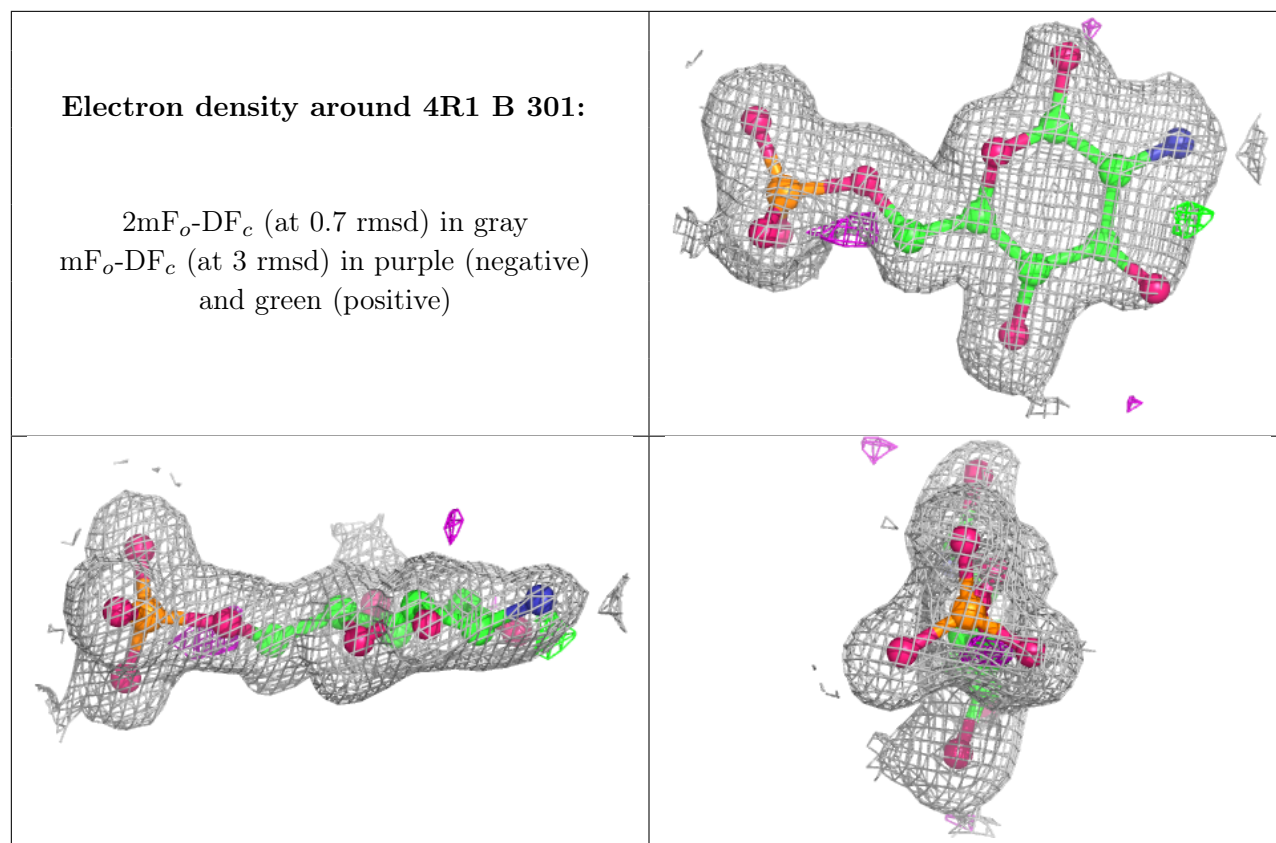 Electron density around 4R1 B 301:
2mFo-DFc (at 0.7 rmsd) in gray
mFo-DFc (at 3 rmsd) in purple (negative)
and green (positive)